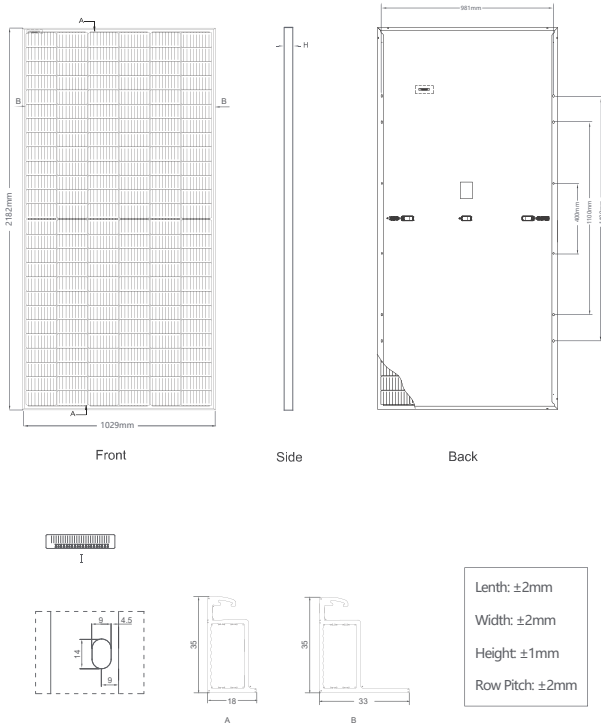 981mm
A
H
B
B
2182mm
400mm
1100mm
A
1029mm
Front
Side
Back
9
4.5
14
9
35
18
A
35
33
B
Lenth: ±2mm
Width: ±2mm
Height: ±1mm
Row Pitch: ±2mm